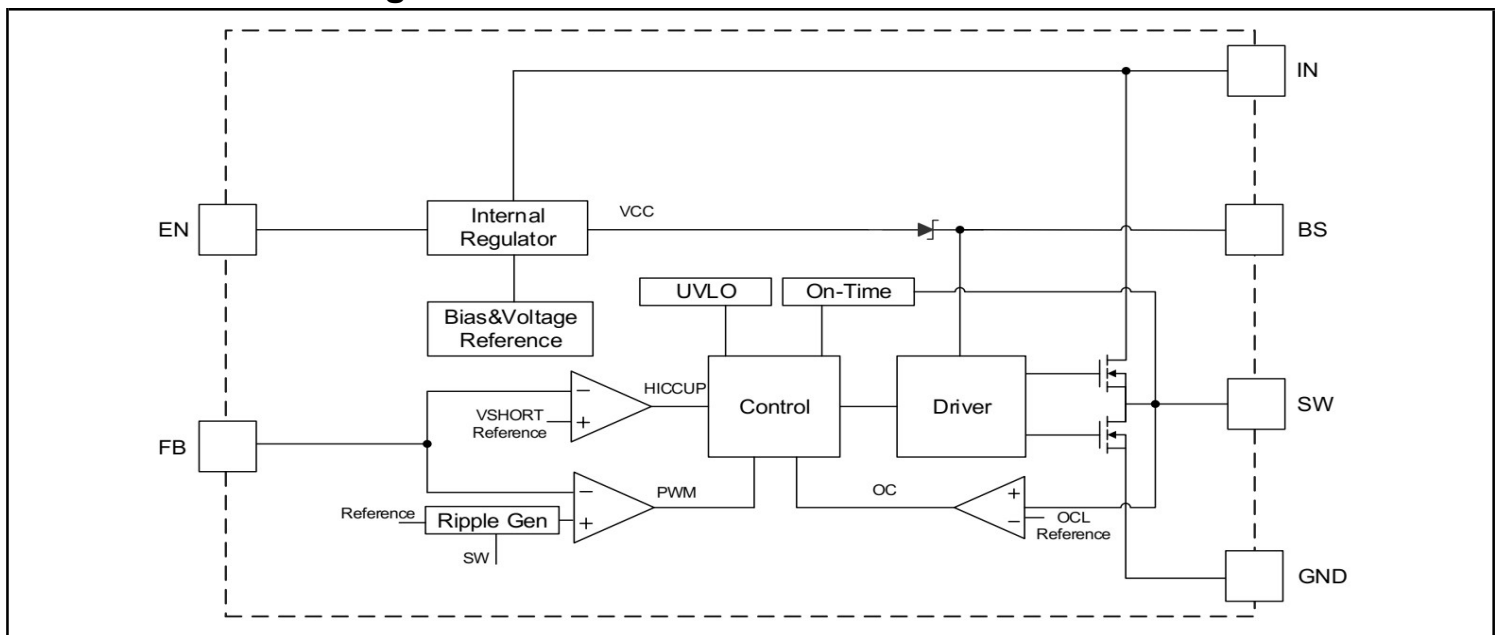 IN
EN
Internal
Regulator
VCC
BS
UVLO
On-Time
Bias&Voltage
Reference
HICCUP
Control
Driver
SW
VSHORT
Reference
FB
−
+
PWM
OC
Reference
Ripple Gen
SW
−
+
+
−
OCL
Reference
GND